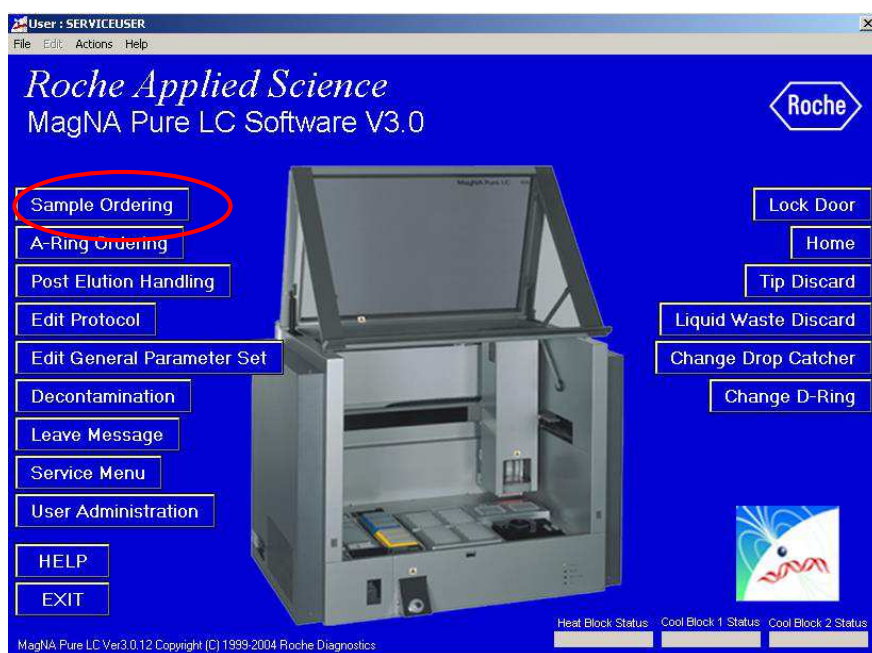 User : SERVICEUSER
File Edit Actions Help
Roche Applied Science
MagNA Pure LC Software V3.0
Roche
MagNA Pure LC
Sample Ordering
A-Ring Ordering
Post Elution Handling
Edit Protocol
Edit General Parameter Set
Decontamination
Leave Message
Service Menu
User Administration
HELP
EXIT
Lock Door
Home
Tip Discard
Liquid Waste Discard
Change Drop Catcher
Change D-Ring
Heat Block Status Cool Block 1 Status Cool Block 2 Status
MagNA Pure LC Ver3.0.12 Copyright (C) 1999-2004 Roche Diagnostics